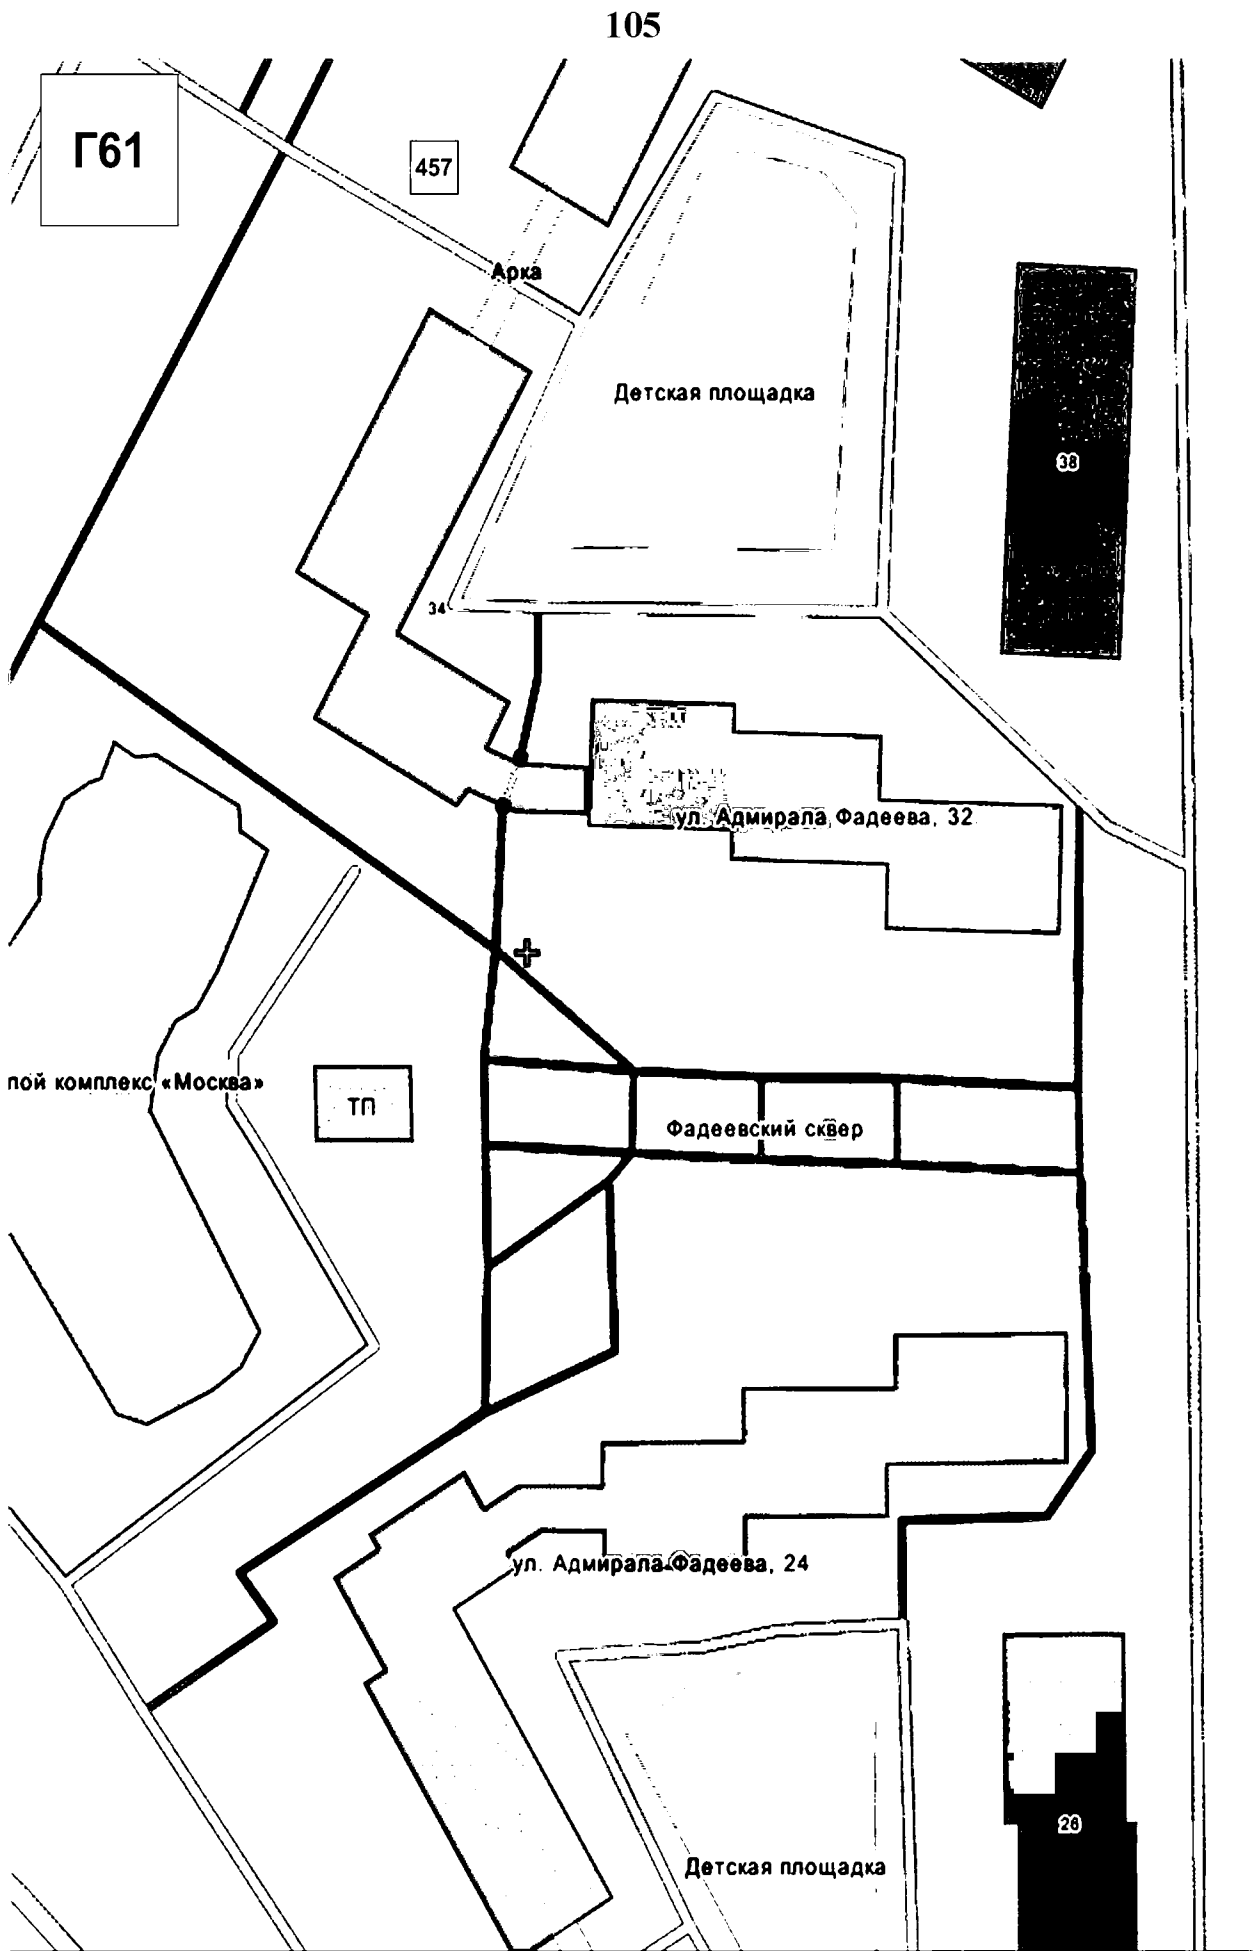 105
Г61
457
Арка
Детская площадка
38
34
ул. Адмирала Фадеева, 32
пой комплекс «Москва»
ТП
Фадеевский сквер
ул. Адмирала Фадеева, 24
26
Детская площадка